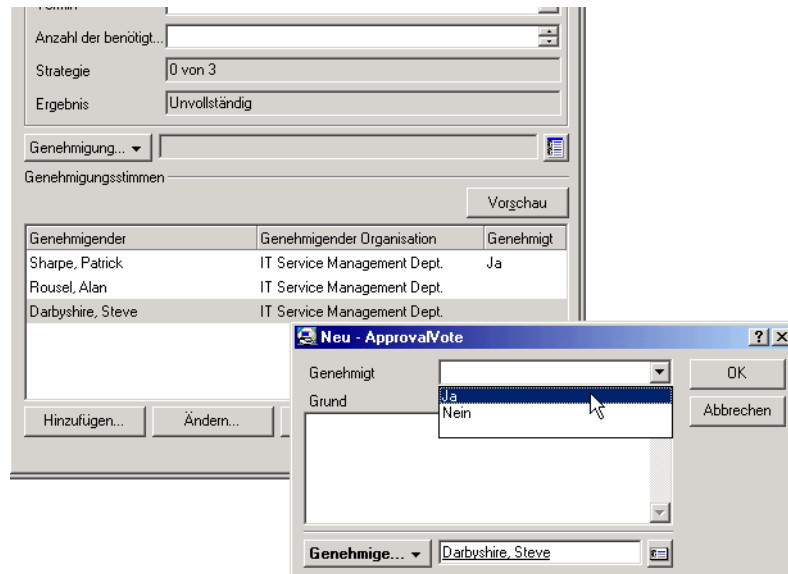 Anzahl der benötigt...
Strategie 0 von 3
Ergebnis Unvollständig
Genehmigung...
Genehmigungsstimmen
Vorschau
Genehmigender Genehmigender Organisation Genehmigt
Sharpe, Patrick IT Service Management Dept. Ja
Rousel, Alan IT Service Management Dept.
Darbyshire, Steve IT Service Management Dept.
Neu - ApprovalVote
Genehmigt OK
Ja
Grund
Nein Abbrechen
Hinzufügen... Ändern...
Genehmige... Darbyshire, Steve